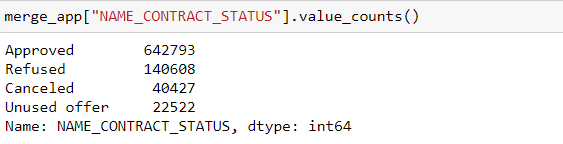 merge_app["NAME_CONTRACT_STATUS"].value_counts()
Approved        642793
Refused         140608
Canceled         40427
Unused offer     22522
Name: NAME_CONTRACT_STATUS, dtype: int64